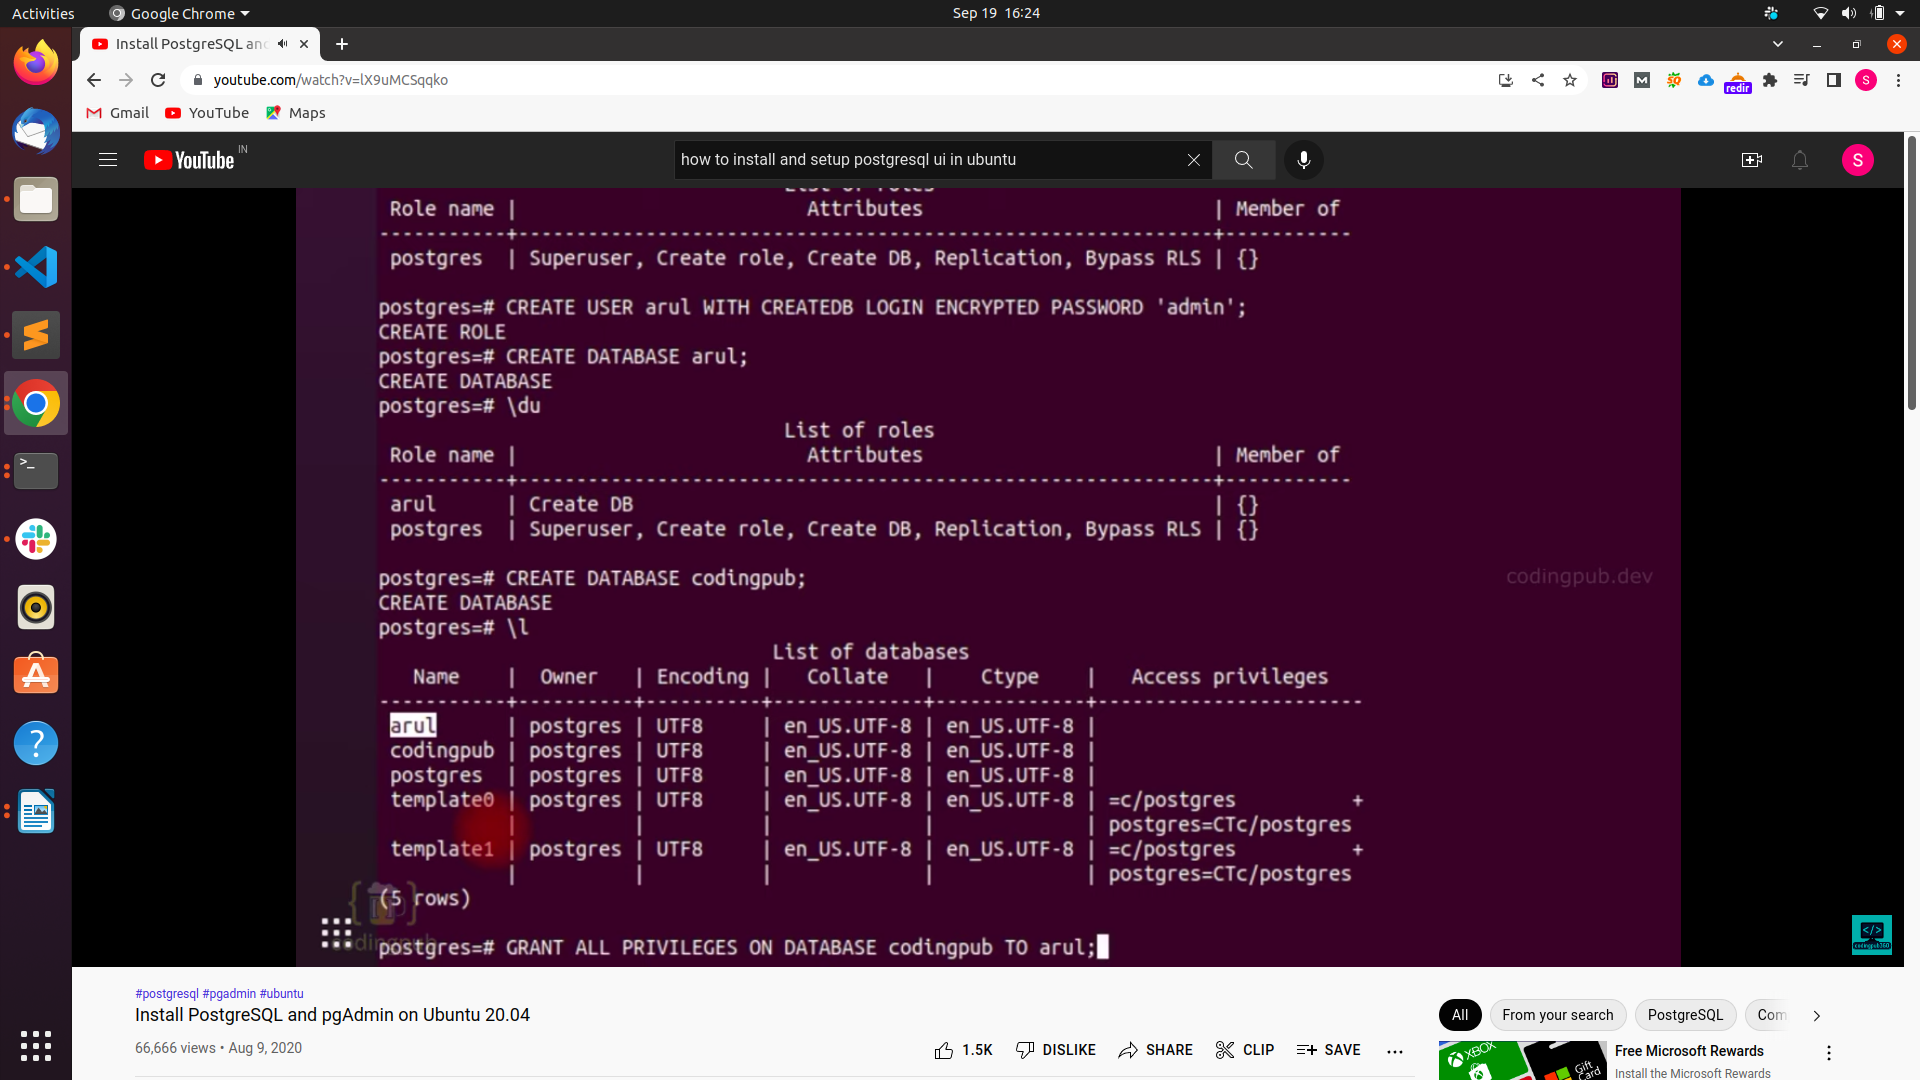 Activities Google Chrome Sep 19 16:24
Install PostgreSQL and
youtube.com/watch?v=lX9uMCSqqko
redir
S
Gmail YouTube Maps
YouTube IN
how to install and setup postgresql ui in ubuntu
S
List of roles
Role name | Attributes | Member of
-----------+------------------------------------------------------------+-----------
postgres | Superuser, Create role, Create DB, Replication, Bypass RLS | {}
postgres=# CREATE USER arul WITH CREATEDB LOGIN ENCRYPTED PASSWORD 'admin';
CREATE ROLE
postgres=# CREATE DATABASE arul;
CREATE DATABASE
postgres=# \du
List of roles
Role name | Attributes | Member of
-----------+------------------------------------------------------------+-----------
arul | Create DB | {}
postgres | Superuser, Create role, Create DB, Replication, Bypass RLS | {}
postgres=# CREATE DATABASE codingpub;
codingpub.dev
CREATE DATABASE
postgres=# \l
List of databases
Name | Owner | Encoding | Collate | Ctype | Access privileges
-----------+----------+----------+-------------+-------------+-----------------------
arul | postgres | UTF8 | en_US.UTF-8 | en_US.UTF-8 |
codingpub | postgres | UTF8 | en_US.UTF-8 | en_US.UTF-8 |
postgres | postgres | UTF8 | en_US.UTF-8 | en_US.UTF-8 |
template0 | postgres | UTF8 | en_US.UTF-8 | en_US.UTF-8 | =c/postgres +
| | | | | postgres=CTc/postgres
template1 | postgres | UTF8 | en_US.UTF-8 | en_US.UTF-8 | =c/postgres +
| | | | | postgres=CTc/postgres
(5 rows)
postgres=# GRANT ALL PRIVILEGES ON DATABASE codingpub TO arul;
#postgresql #pgadmin #ubuntu
Install PostgreSQL and pgAdmin on Ubuntu 20.04
66,666 views • Aug 9, 2020
1.5K DISLIKE SHARE CLIP SAVE
All From your search PostgreSQL Com
XBOX
Gift Card
Free Microsoft Rewards
Install the Microsoft Rewards